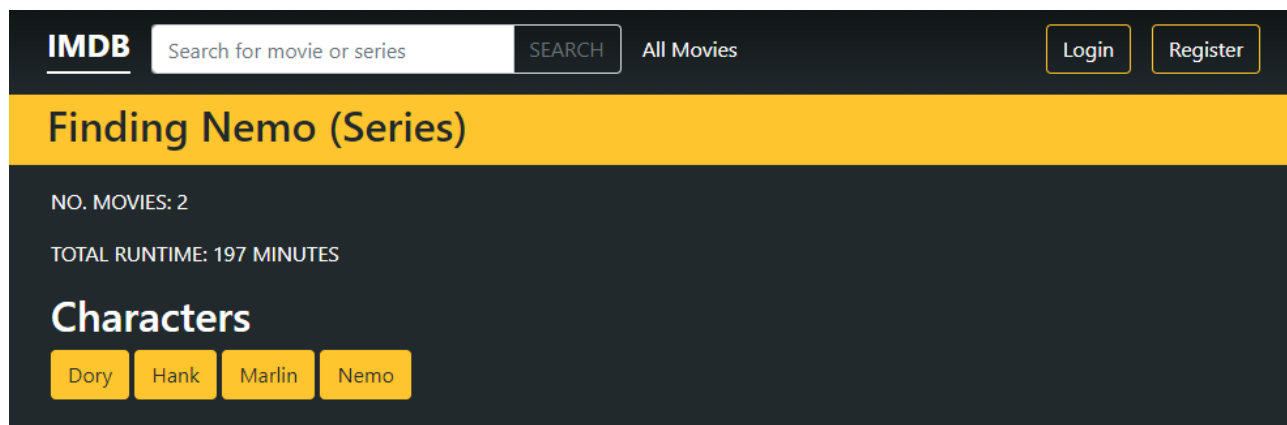 IMDB Search for movie or series SEARCH All Movies Login Register
Finding Nemo (Series)
NO. MOVIES: 2
TOTAL RUNTIME: 197 MINUTES
Characters
Dory Hank Marlin Nemo